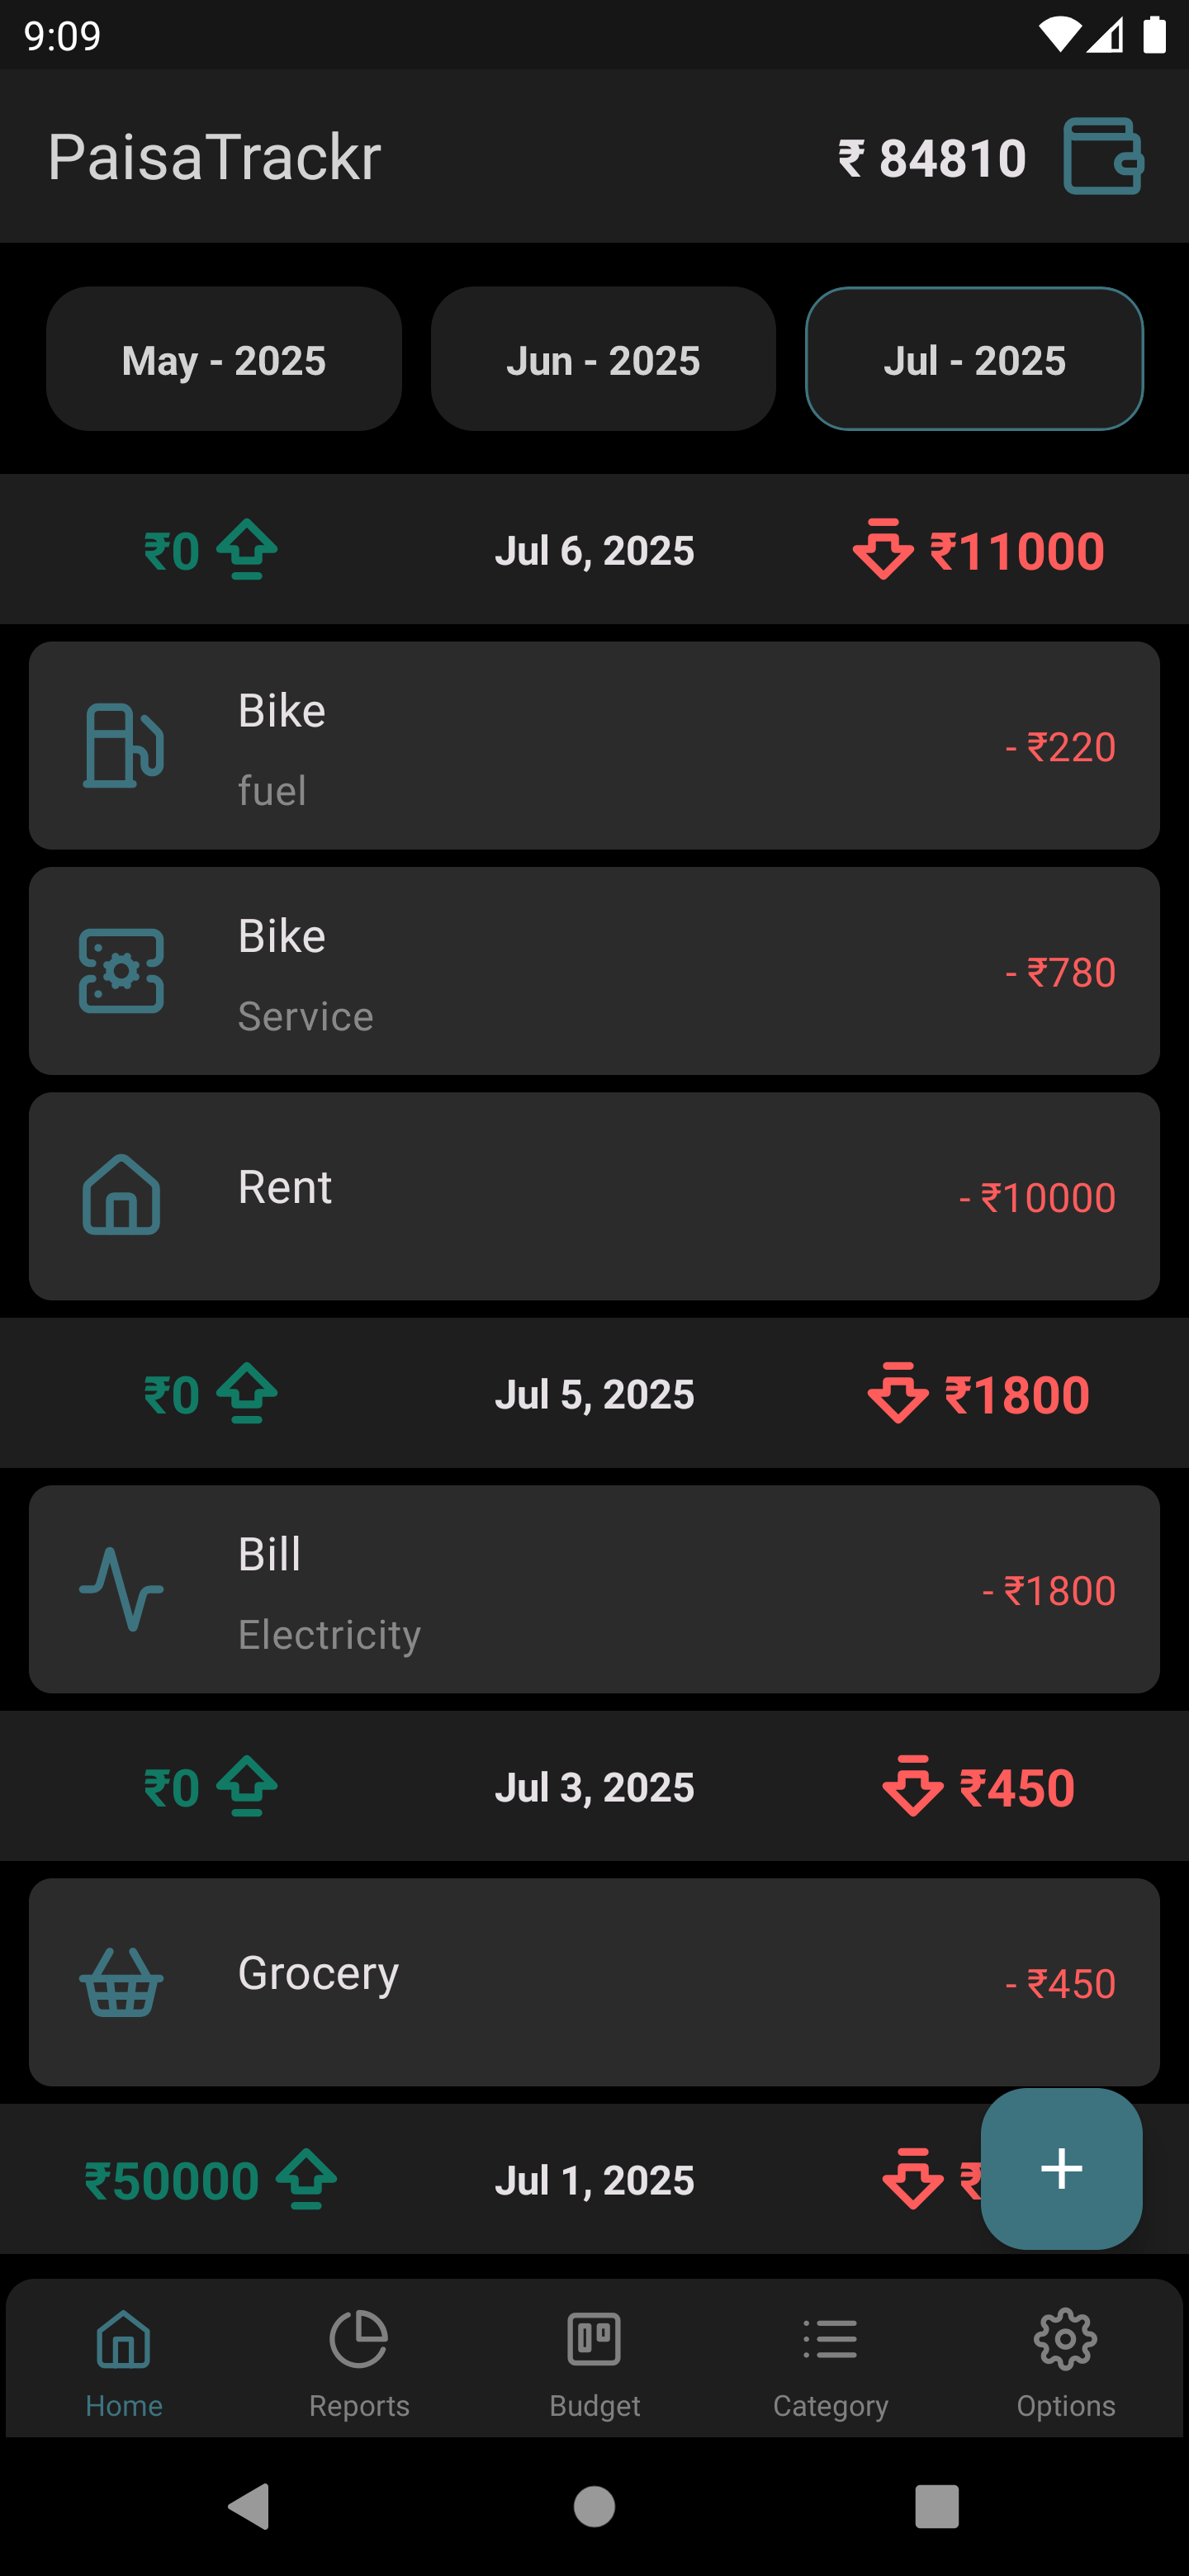 9:09
PaisaTrackr ₹ 84810
May - 2025 Jun - 2025 Jul - 2025
₹0 Jul 6, 2025 ₹11000
Bike
fuel
- ₹220
Bike
Service
- ₹780
Rent
- ₹10000
₹0 Jul 5, 2025 ₹1800
Bill
Electricity
- ₹1800
₹0 Jul 3, 2025 ₹450
Grocery
- ₹450
₹50000 Jul 1, 2025 ₹
+
Home Reports Budget Category Options